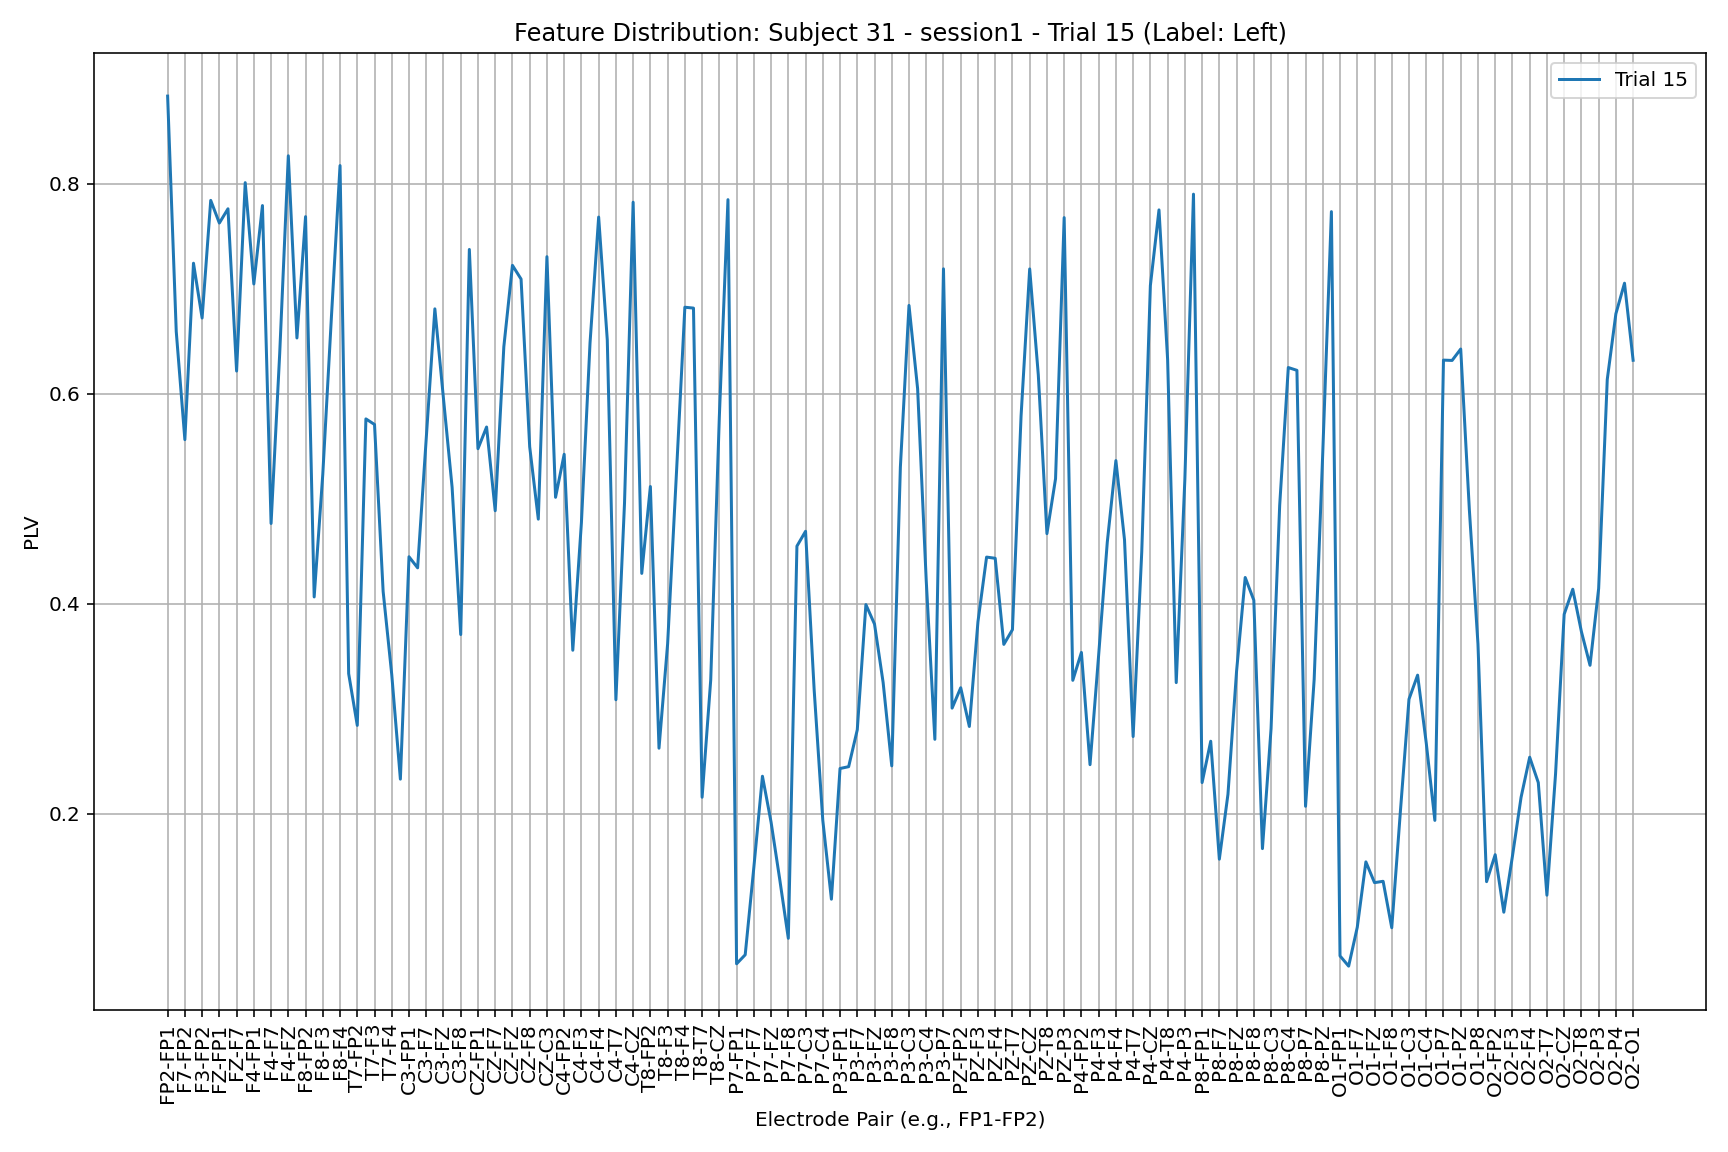 Feature Distribution: Subject 31 - session1 - Trial 15 (Label: Left)
Trial 15
PLV
0.8
0.6
0.4
0.2
FP2-FP1
F7-FP2
F3-FP2
FZ-FP1
FZ-F7
F4-FP1
F4-F7
F4-FZ
F8-FP2
F8-F3
F8-F4
T7-FP2
T7-F3
T7-F4
C3-FP1
C3-F7
C3-FZ
C3-F8
CZ-FP1
CZ-F7
CZ-FZ
CZ-F8
CZ-C3
C4-FP2
C4-F3
C4-F4
C4-T7
C4-CZ
T8-FP2
T8-F3
T8-F4
T8-T7
T8-CZ
P7-FP1
P7-F7
P7-FZ
P7-F8
P7-C3
P7-C4
P3-FP1
P3-F7
P3-FZ
P3-F8
P3-C3
P3-C4
P3-P7
PZ-FP2
PZ-F3
PZ-F4
PZ-T7
PZ-CZ
PZ-T8
PZ-P3
P4-FP2
P4-F3
P4-F4
P4-T7
P4-CZ
P4-T8
P4-P3
P8-FP1
P8-F7
P8-FZ
P8-F8
P8-C3
P8-C4
P8-P7
P8-PZ
O1-FP1
O1-F7
O1-FZ
O1-F8
O1-C3
O1-C4
O1-P7
O1-PZ
O1-P8
O2-FP2
O2-F3
O2-F4
O2-T7
O2-CZ
O2-T8
O2-P3
O2-P4
O2-O1
Electrode Pair (e.g., FP1-FP2)